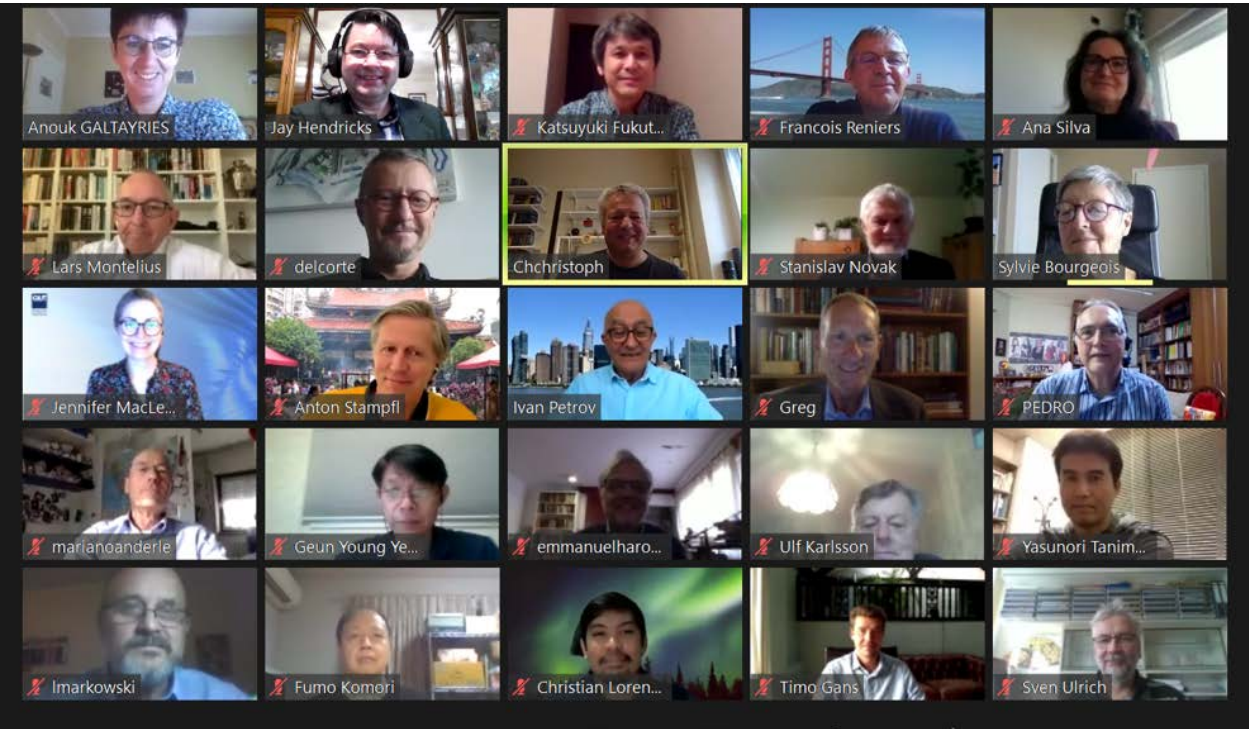 Anouk GALTAYRIES
Jay Hendricks
Katsuyuki Fukut...
Francois Reniers
Ana Silva
Lars Montelius
delcorte
Chchristoph
Stanislav Novak
Sylvie Bourgeois
Jennifer MacLe...
Anton Stampfl
Ivan Petrov
Greg
PEDRO
marianoanderle
Geun Young Ye...
emmanuelharo...
Ulf Karlsson
Yasunori Tanim...
lmarkowski
Fumo Komori
Christian Loren...
Timo Gans
Sven Ulrich